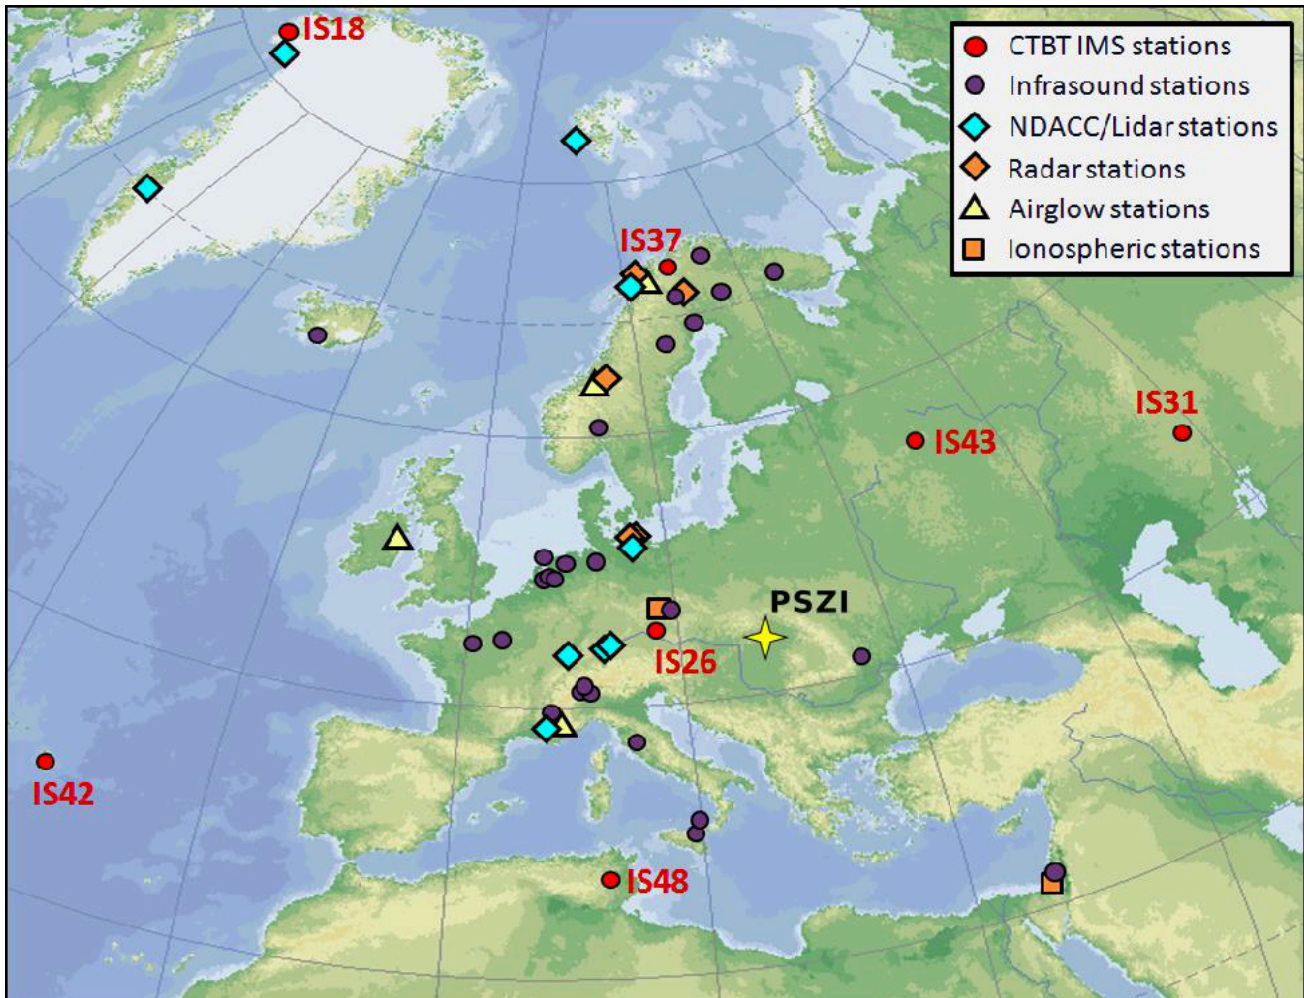 IS18
CTBT IMS stations
Infrasound stations
NDACC/Lidar stations
Radar stations
Airglow stations
Ionospheric stations
IS37
IS31
IS43
PSZI
IS26
IS42
IS48